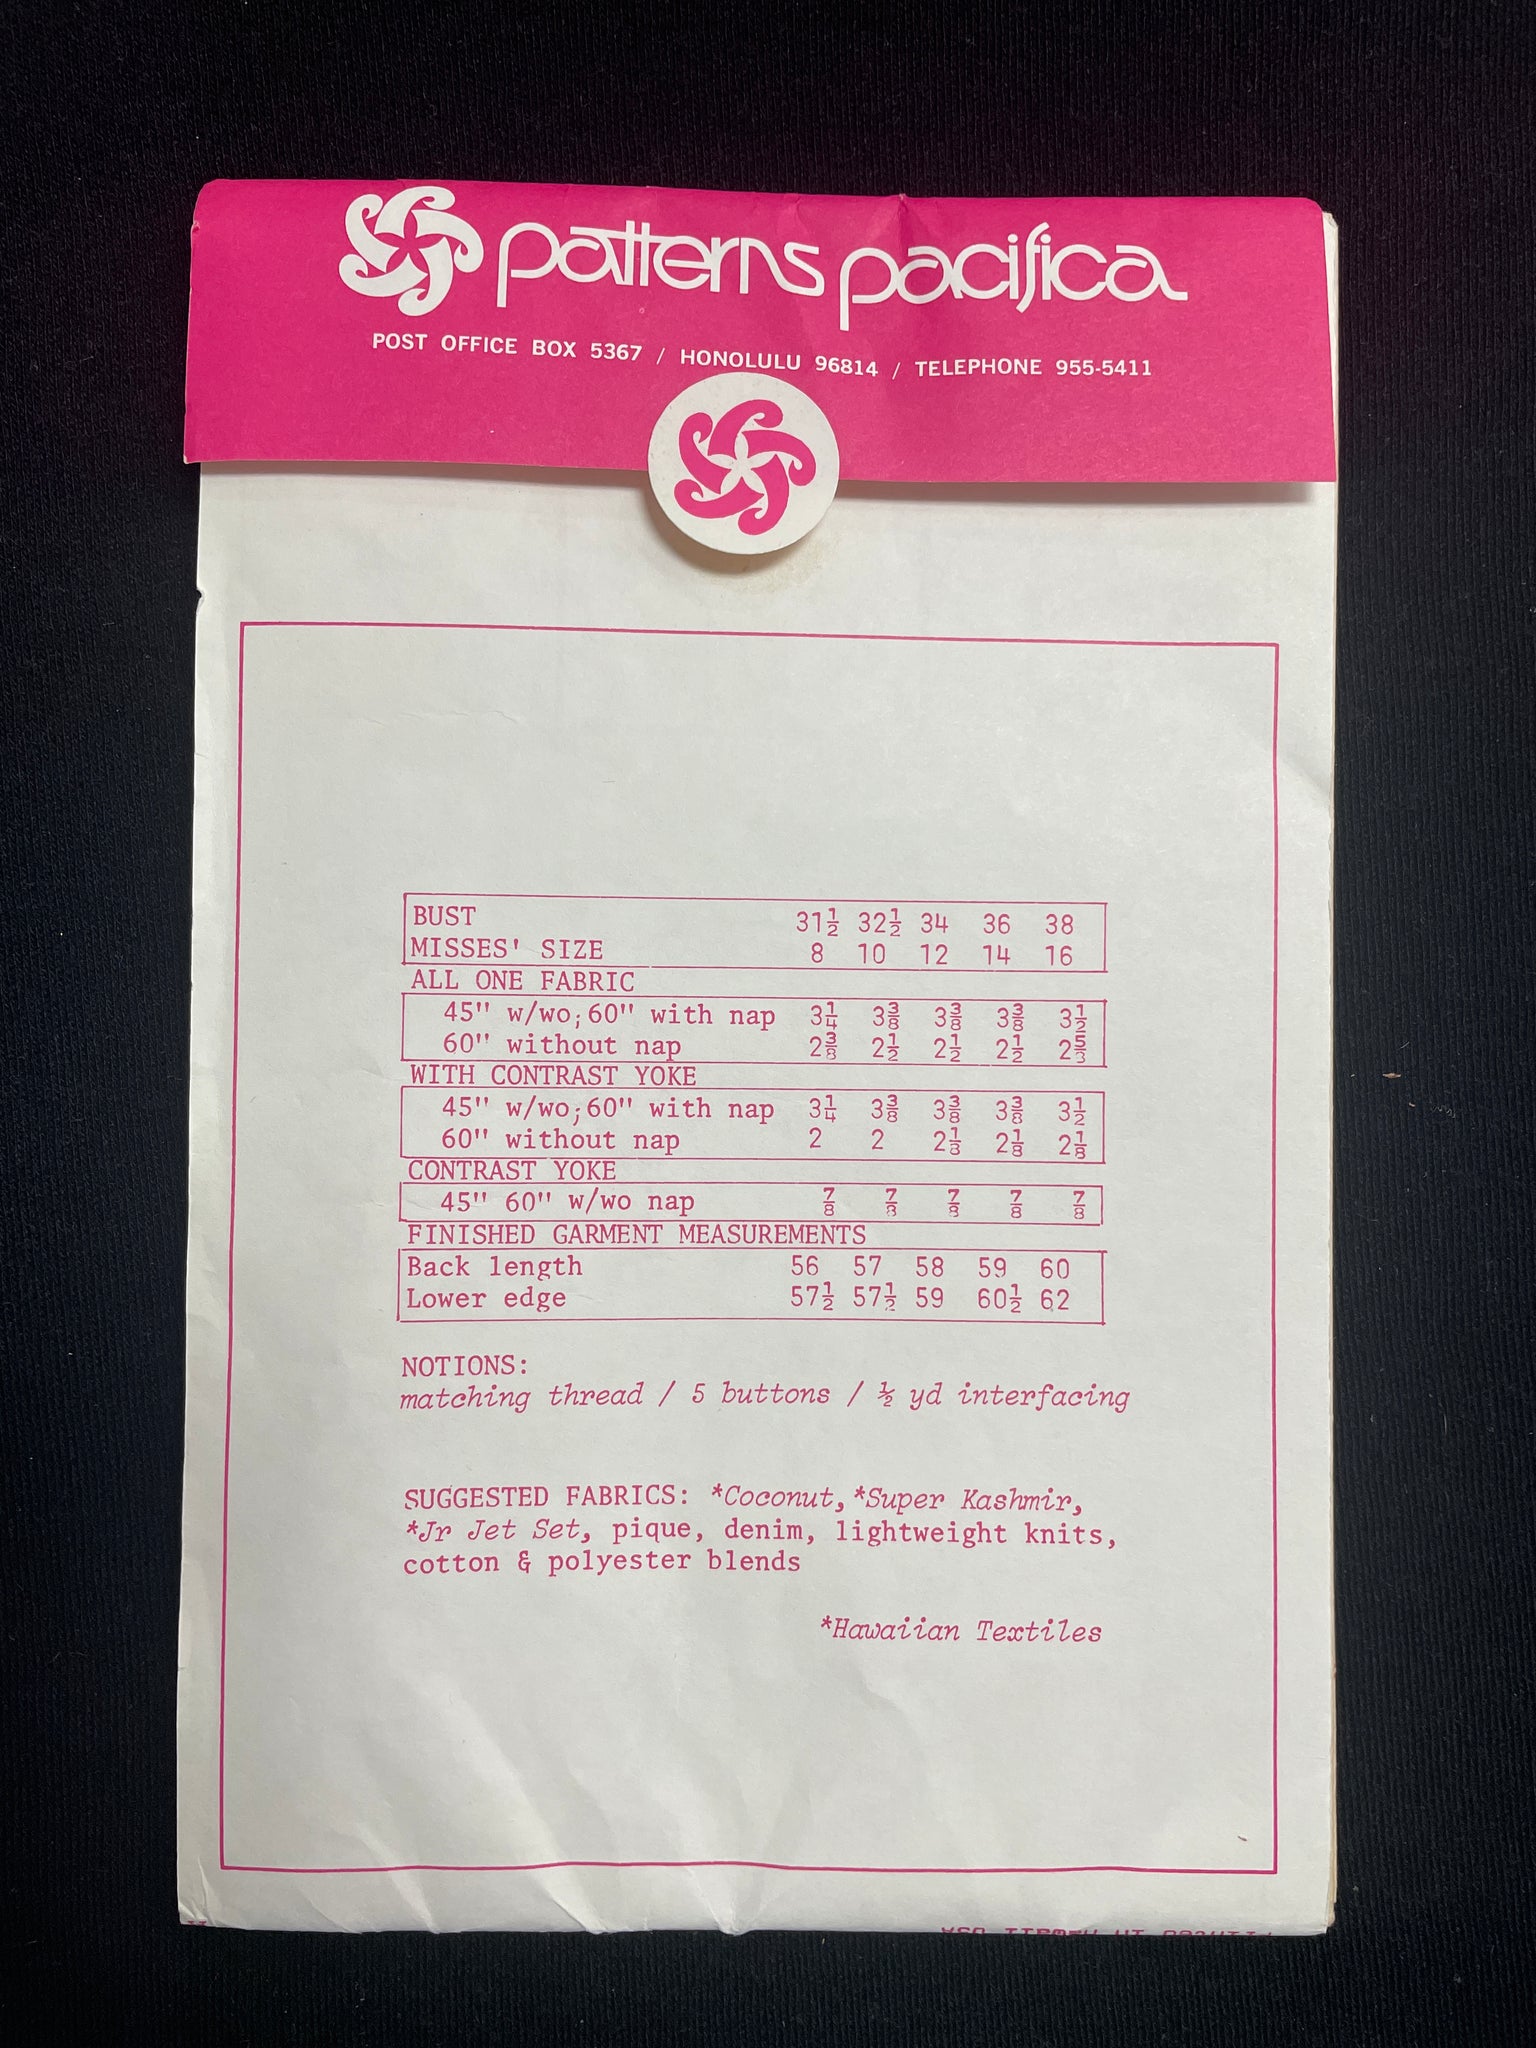 patterns pacifica
POST OFFICE BOX 5367 / HONOLULU 96814 / TELEPHONE 955-5411
BUST 31½ 32½ 34 36 38
MISSES' SIZE 8 10 12 14 16
ALL ONE FABRIC
45" w/wo;60" with nap 3¼ 3⅜ 3⅜ 3⅜ 3½
60" without nap 2⅜ 2½ 2½ 2½ 2⅝
WITH CONTRAST YOKE
45" w/wo;60" with nap 3¼ 3⅜ 3⅜ 3⅜ 3½
60" without nap 2 2 2⅛ 2⅛ 2⅛
CONTRAST YOKE
45" 60" w/wo nap ⅞ ⅞ ⅞ ⅞ ⅞
FINISHED GARMENT MEASUREMENTS
Back length 56 57 58 59 60
Lower edge 57½ 57½ 59 60½ 62
NOTIONS:
matching thread / 5 buttons / ½ yd interfacing
SUGGESTED FABRICS: *Coconut,*Super Kashmir,
*Jr Jet Set, pique, denim, lightweight knits,
cotton & polyester blends
*Hawaiian Textiles